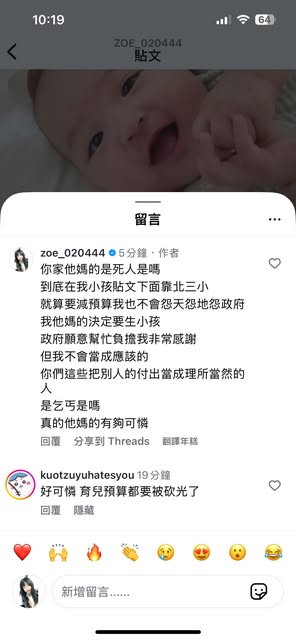 10:19
64
ZOE_020444
貼文
留言
zoe_020444 5分鐘·作者
你家他媽的是死人是嗎
到底在我小孩貼文下面靠北三小
就算要減預算我也不會怨天怨地怨政府
我他媽的決定要生小孩
政府願意幫忙負擔我非常感謝
但我不會當成應該的
你們這些把別人的付出當成理所當然的
人
是乞丐是嗎
真的他媽的有夠可憐
回覆 分享到 Threads 翻譯年糕
kuotzuyuhatesyou 19分鐘
好可憐 育兒預算都要被砍光了
回覆 隱藏
新增留言......